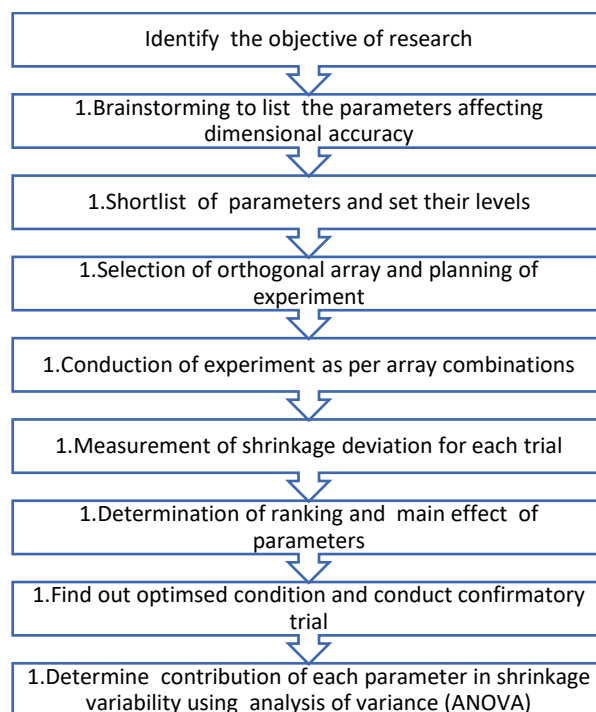 Identify the objective of research
1.Brainstorming to list the parameters affecting
dimensional accuracy
1.Shortlist of parameters and set their levels
1.Selection of orthogonal array and planning of
experiment
1.Conduction of experiment as per array combinations
1.Measurement of shrinkage deviation for each trial
1.Determination of ranking and main effect of
parameters
1.Find out optimsed condition and conduct confirmatory
trial
1.Determine contribution of each parameter in shrinkage
variability using analysis of variance (ANOVA)